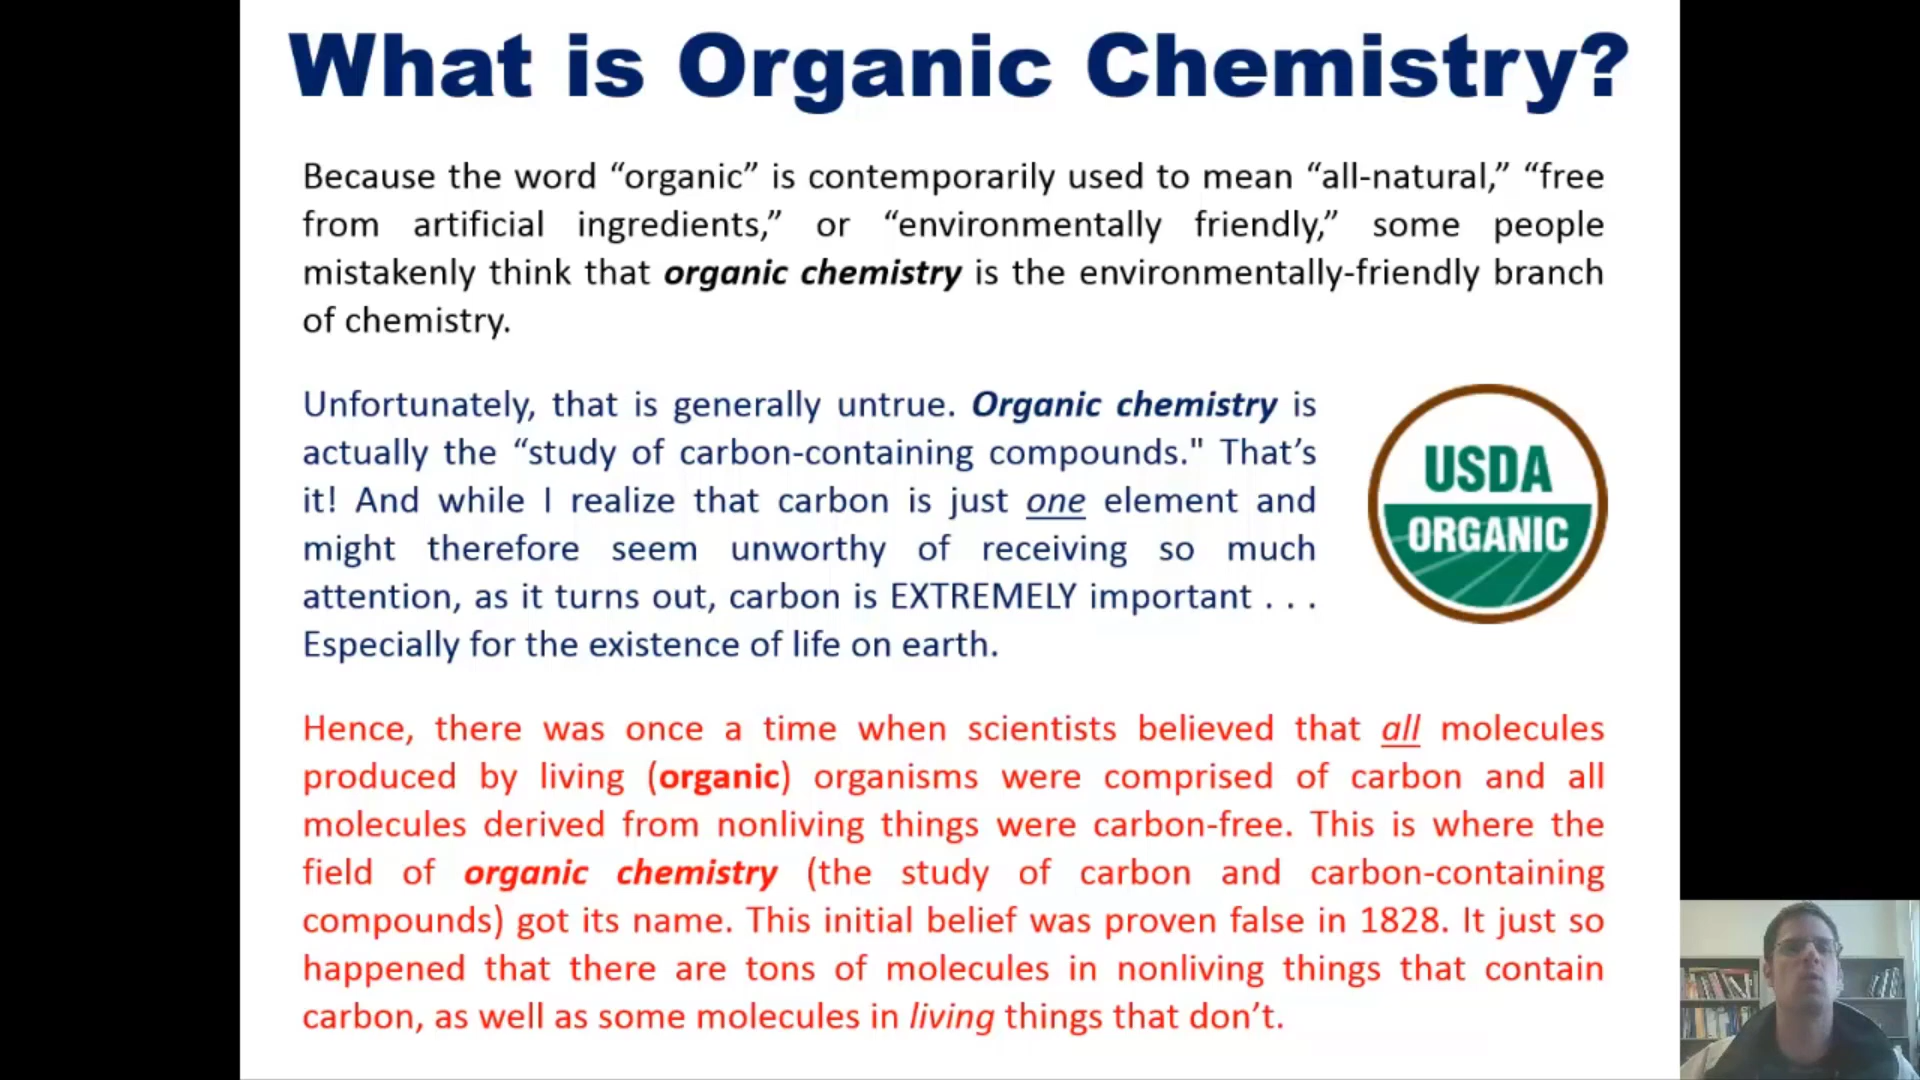 What is Organic Chemistry?
Because the word “organic” is contemporarily used to mean “all-natural,” “free
from artificial ingredients,” or “environmentally friendly,” some people
mistakenly think that organic chemistry is the environmentally-friendly branch
of chemistry.
Unfortunately, that is generally untrue. Organic chemistry is
actually the “study of carbon-containing compounds." That’s
it! And while I realize that carbon is just one element and
might therefore seem unworthy of receiving so much
attention, as it turns out, carbon is EXTREMELY important . . .
Especially for the existence of life on earth.
USDA
ORGANIC
Hence, there was once a time when scientists believed that all molecules
produced by living (organic) organisms were comprised of carbon and all
molecules derived from nonliving things were carbon-free. This is where the
field of organic chemistry (the study of carbon and carbon-containing
compounds) got its name. This initial belief was proven false in 1828. It just so
happened that there are tons of molecules in nonliving things that contain
carbon, as well as some molecules in living things that don’t.